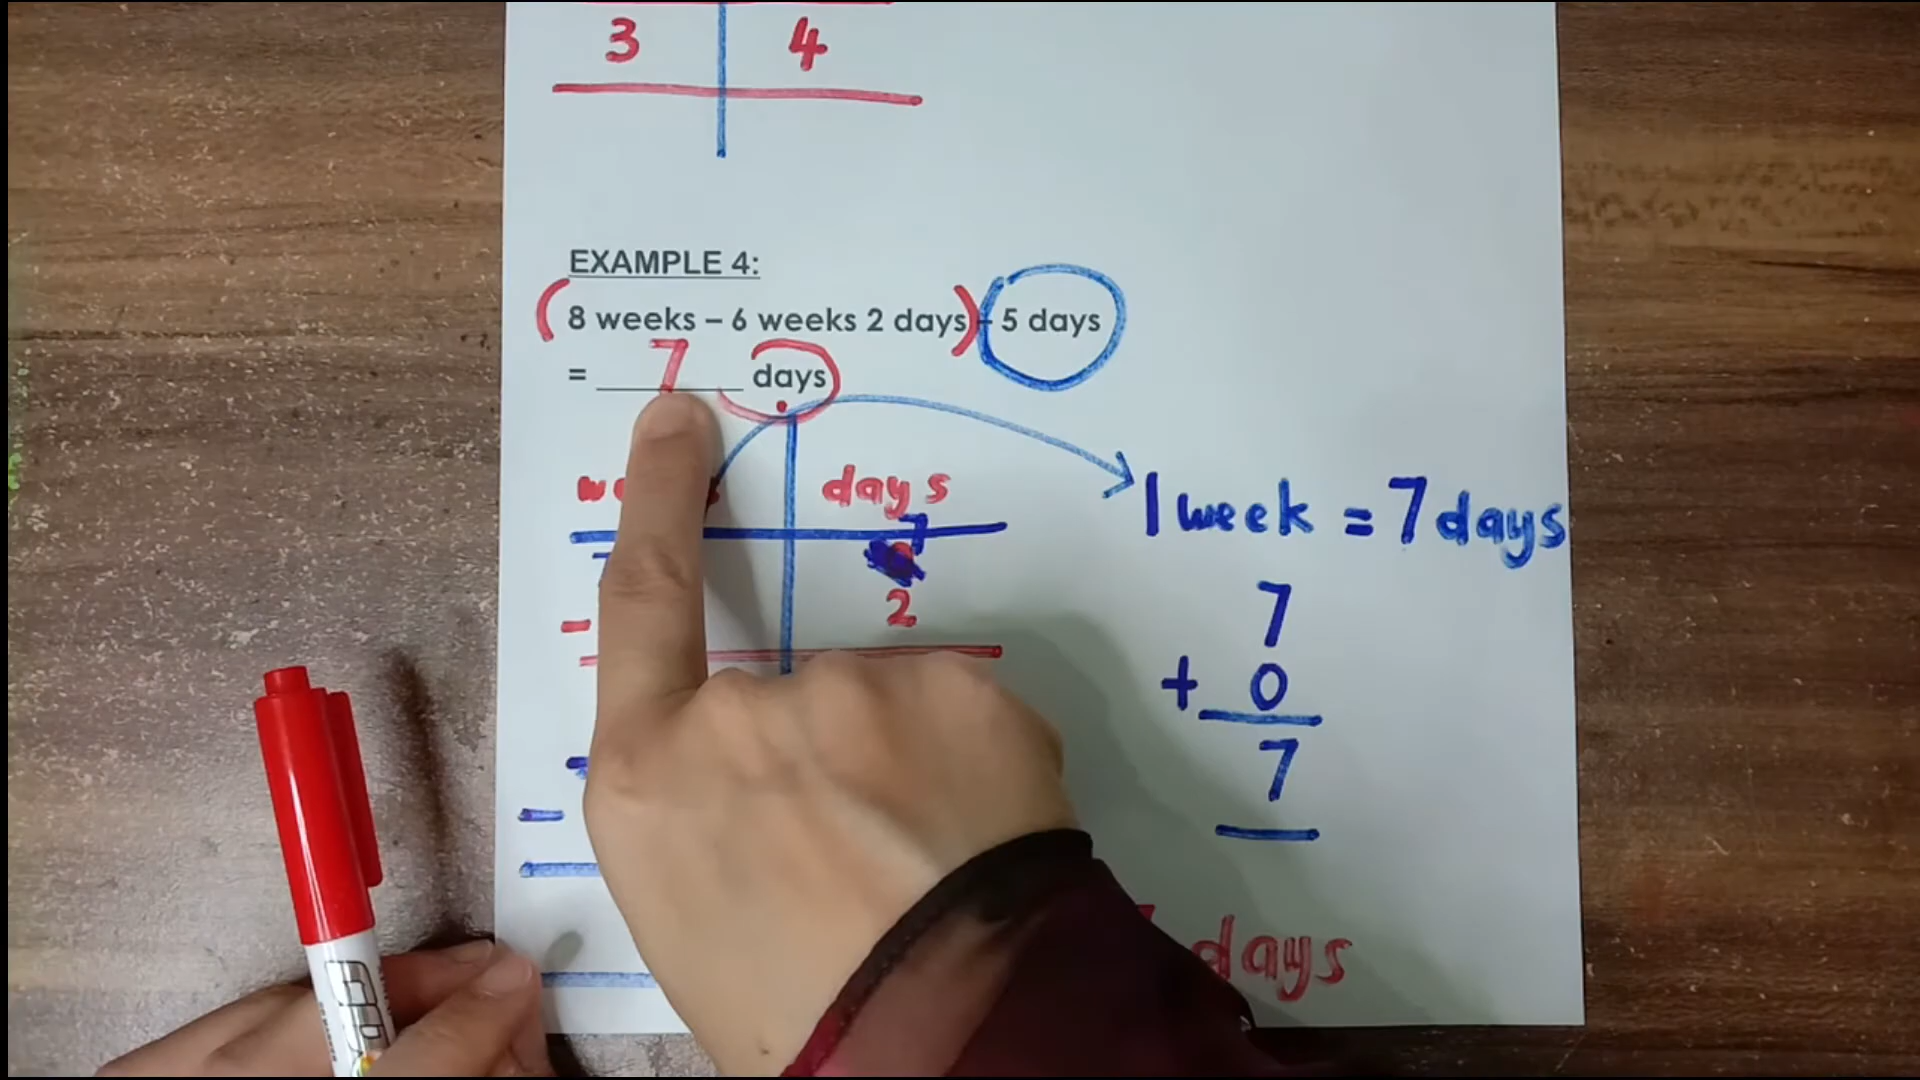 3 4
EXAMPLE 4:
(8 weeks – 6 weeks 2 days) – 5 days
= 7 days
days
1 week = 7 days
7
2
-
7
+ 0
7
-
days